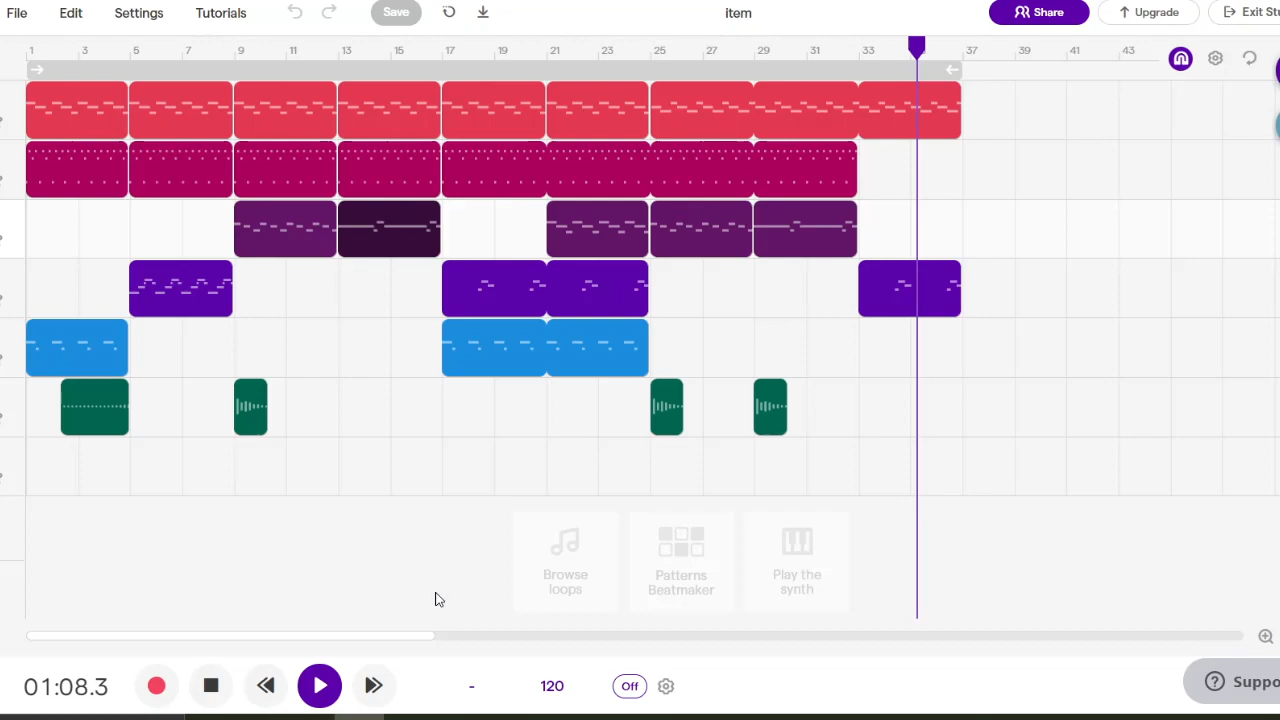 File Edit Settings Tutorials Save item Share Upgrade Exit Stu
1 3 5 7 9 11 13 15 17 19 21 23 25 27 29 31 33 37 39 41 43
Browse
loops
Patterns
Beatmaker
Play the
synth
01:08.3 - 120 Off Suppo